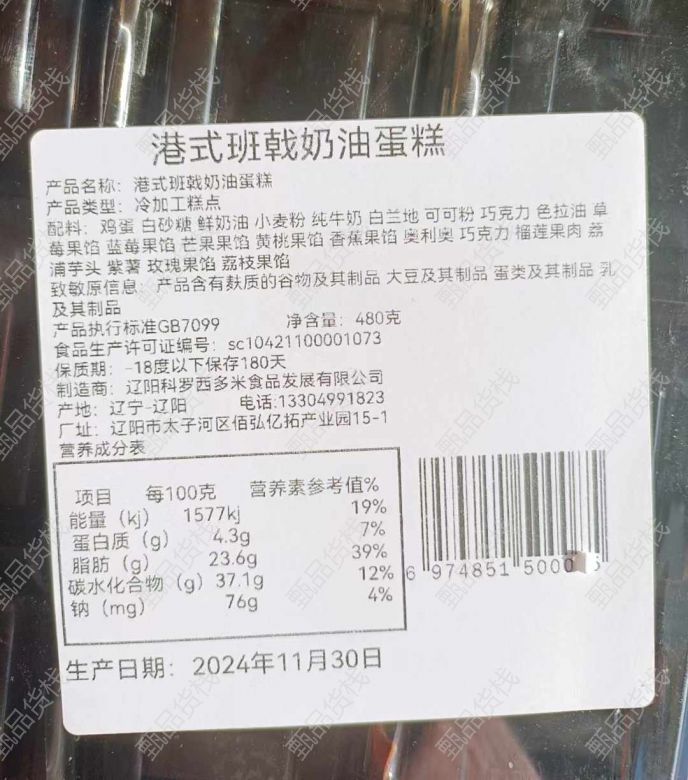 港式班戟奶油蛋糕
产品名称：港式班戟奶油蛋糕
产品类型：冷加工糕点
配料：鸡蛋 白砂糖 鲜奶油 小麦粉 纯牛奶 白兰地 可可粉 巧克力 色拉油 草
莓果馅 蓝莓果馅 芒果果馅 黄桃果馅 香蕉果馅 奥利奥 巧克力 榴莲果肉 荔
浦芋头 紫薯 玫瑰果馅 荔枝果馅
致敏原信息：产品含有麸质的谷物及其制品 大豆及其制品 蛋类及其制品 乳
及其制品
产品执行标准GB7099 净含量：480克
食品生产许可证编号：sc10421100001073
保质期：-18度以下保存180天
制造商：辽阳科罗西多米食品发展有限公司
产地：辽宁-辽阳 电话:13304991823
厂址：辽阳市太子河区佰弘亿拓产业园15-1
营养成分表
项目 每100克 营养素参考值%
能量（kj） 1577kj 19%
蛋白质（g） 4.3g 7%
脂肪（g） 23.6g 39%
碳水化合物（g）37.1g 12%
钠（mg） 76g 4%
6 974851 500
生产日期：2024年11月30日
甄品货栈